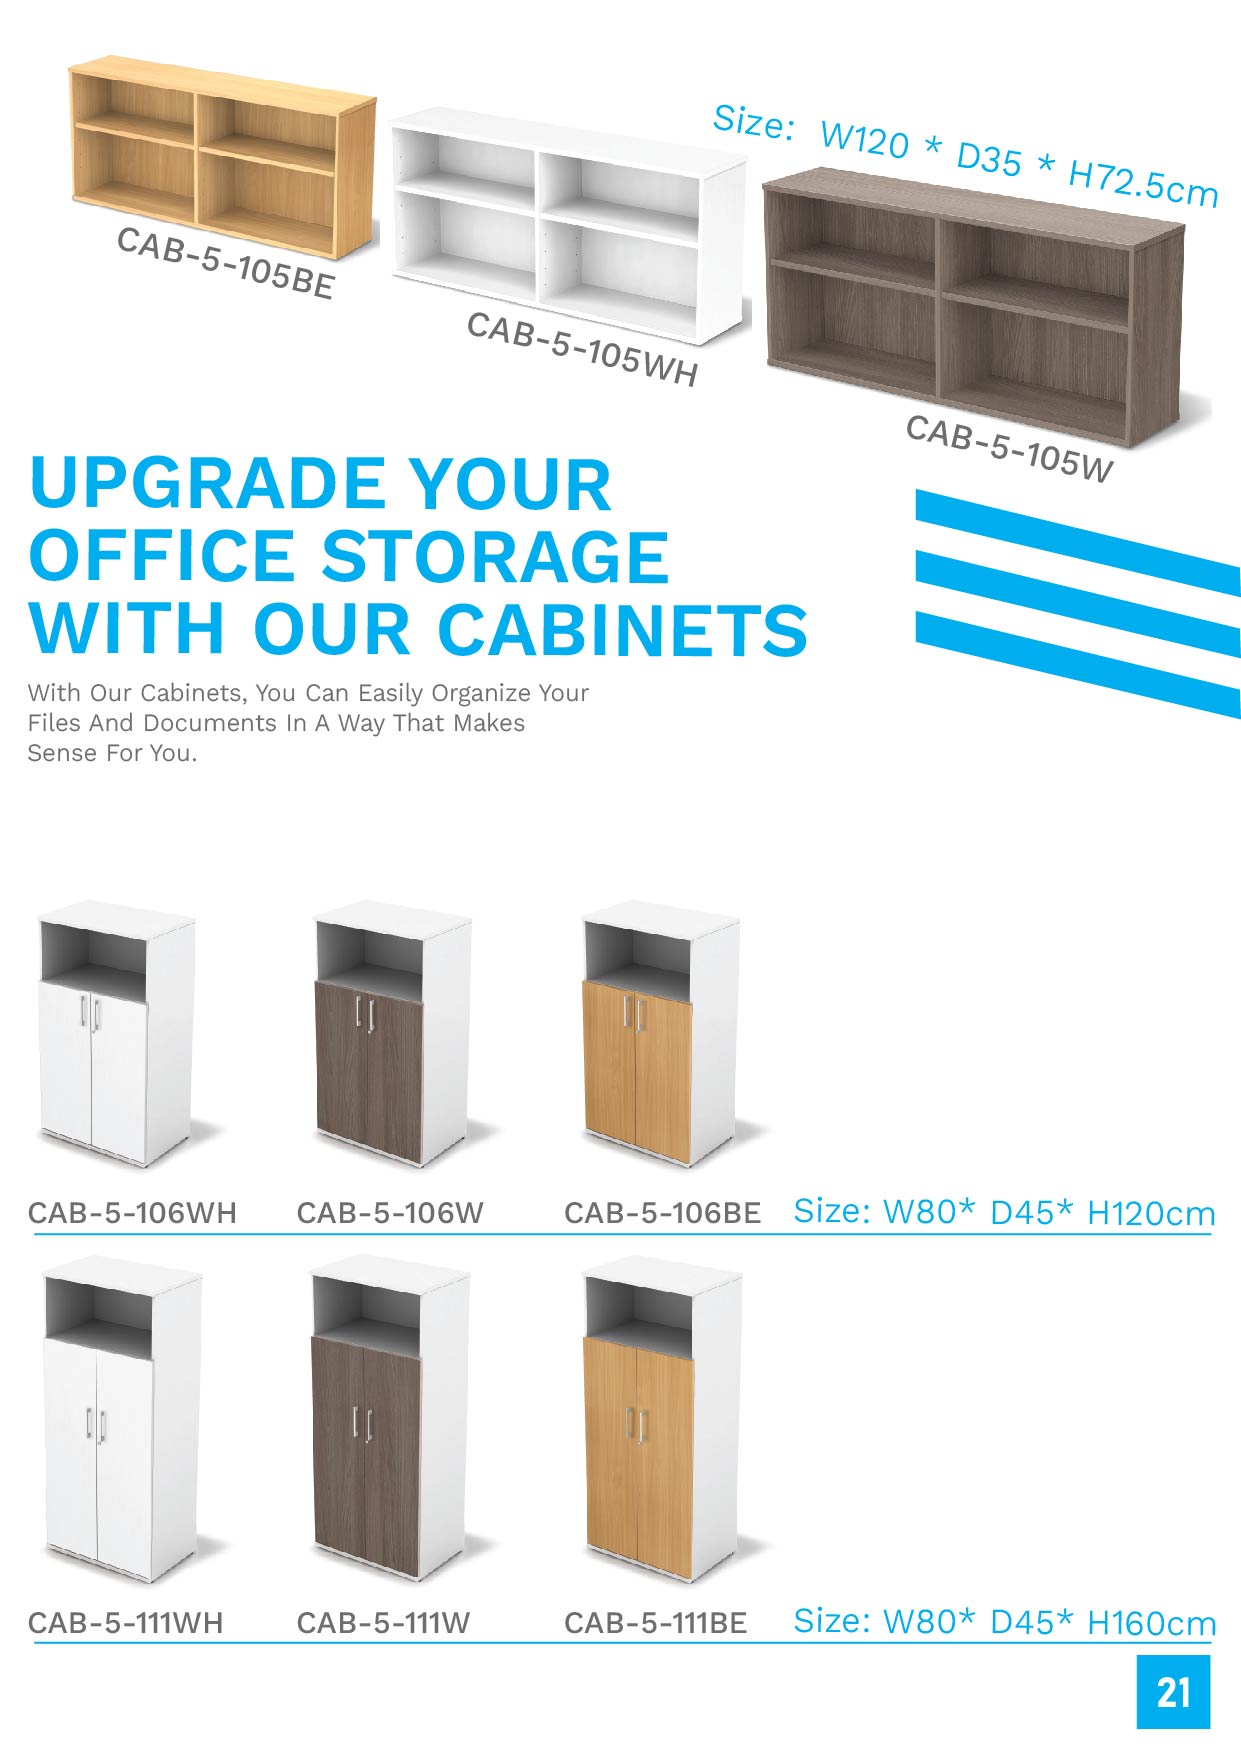 Size: W120 * D35 * H72.5cm
CAB-5-105BE
CAB-5-105WH
CAB-5-105W
UPGRADE YOUR
OFFICE STORAGE
WITH OUR CABINETS
With Our Cabinets, You Can Easily Organize Your
Files And Documents In A Way That Makes
Sense For You.
CAB-5-106WH CAB-5-106W CAB-5-106BE Size: W80* D45* H120cm
CAB-5-111WH CAB-5-111W CAB-5-111BE Size: W80* D45* H160cm
21